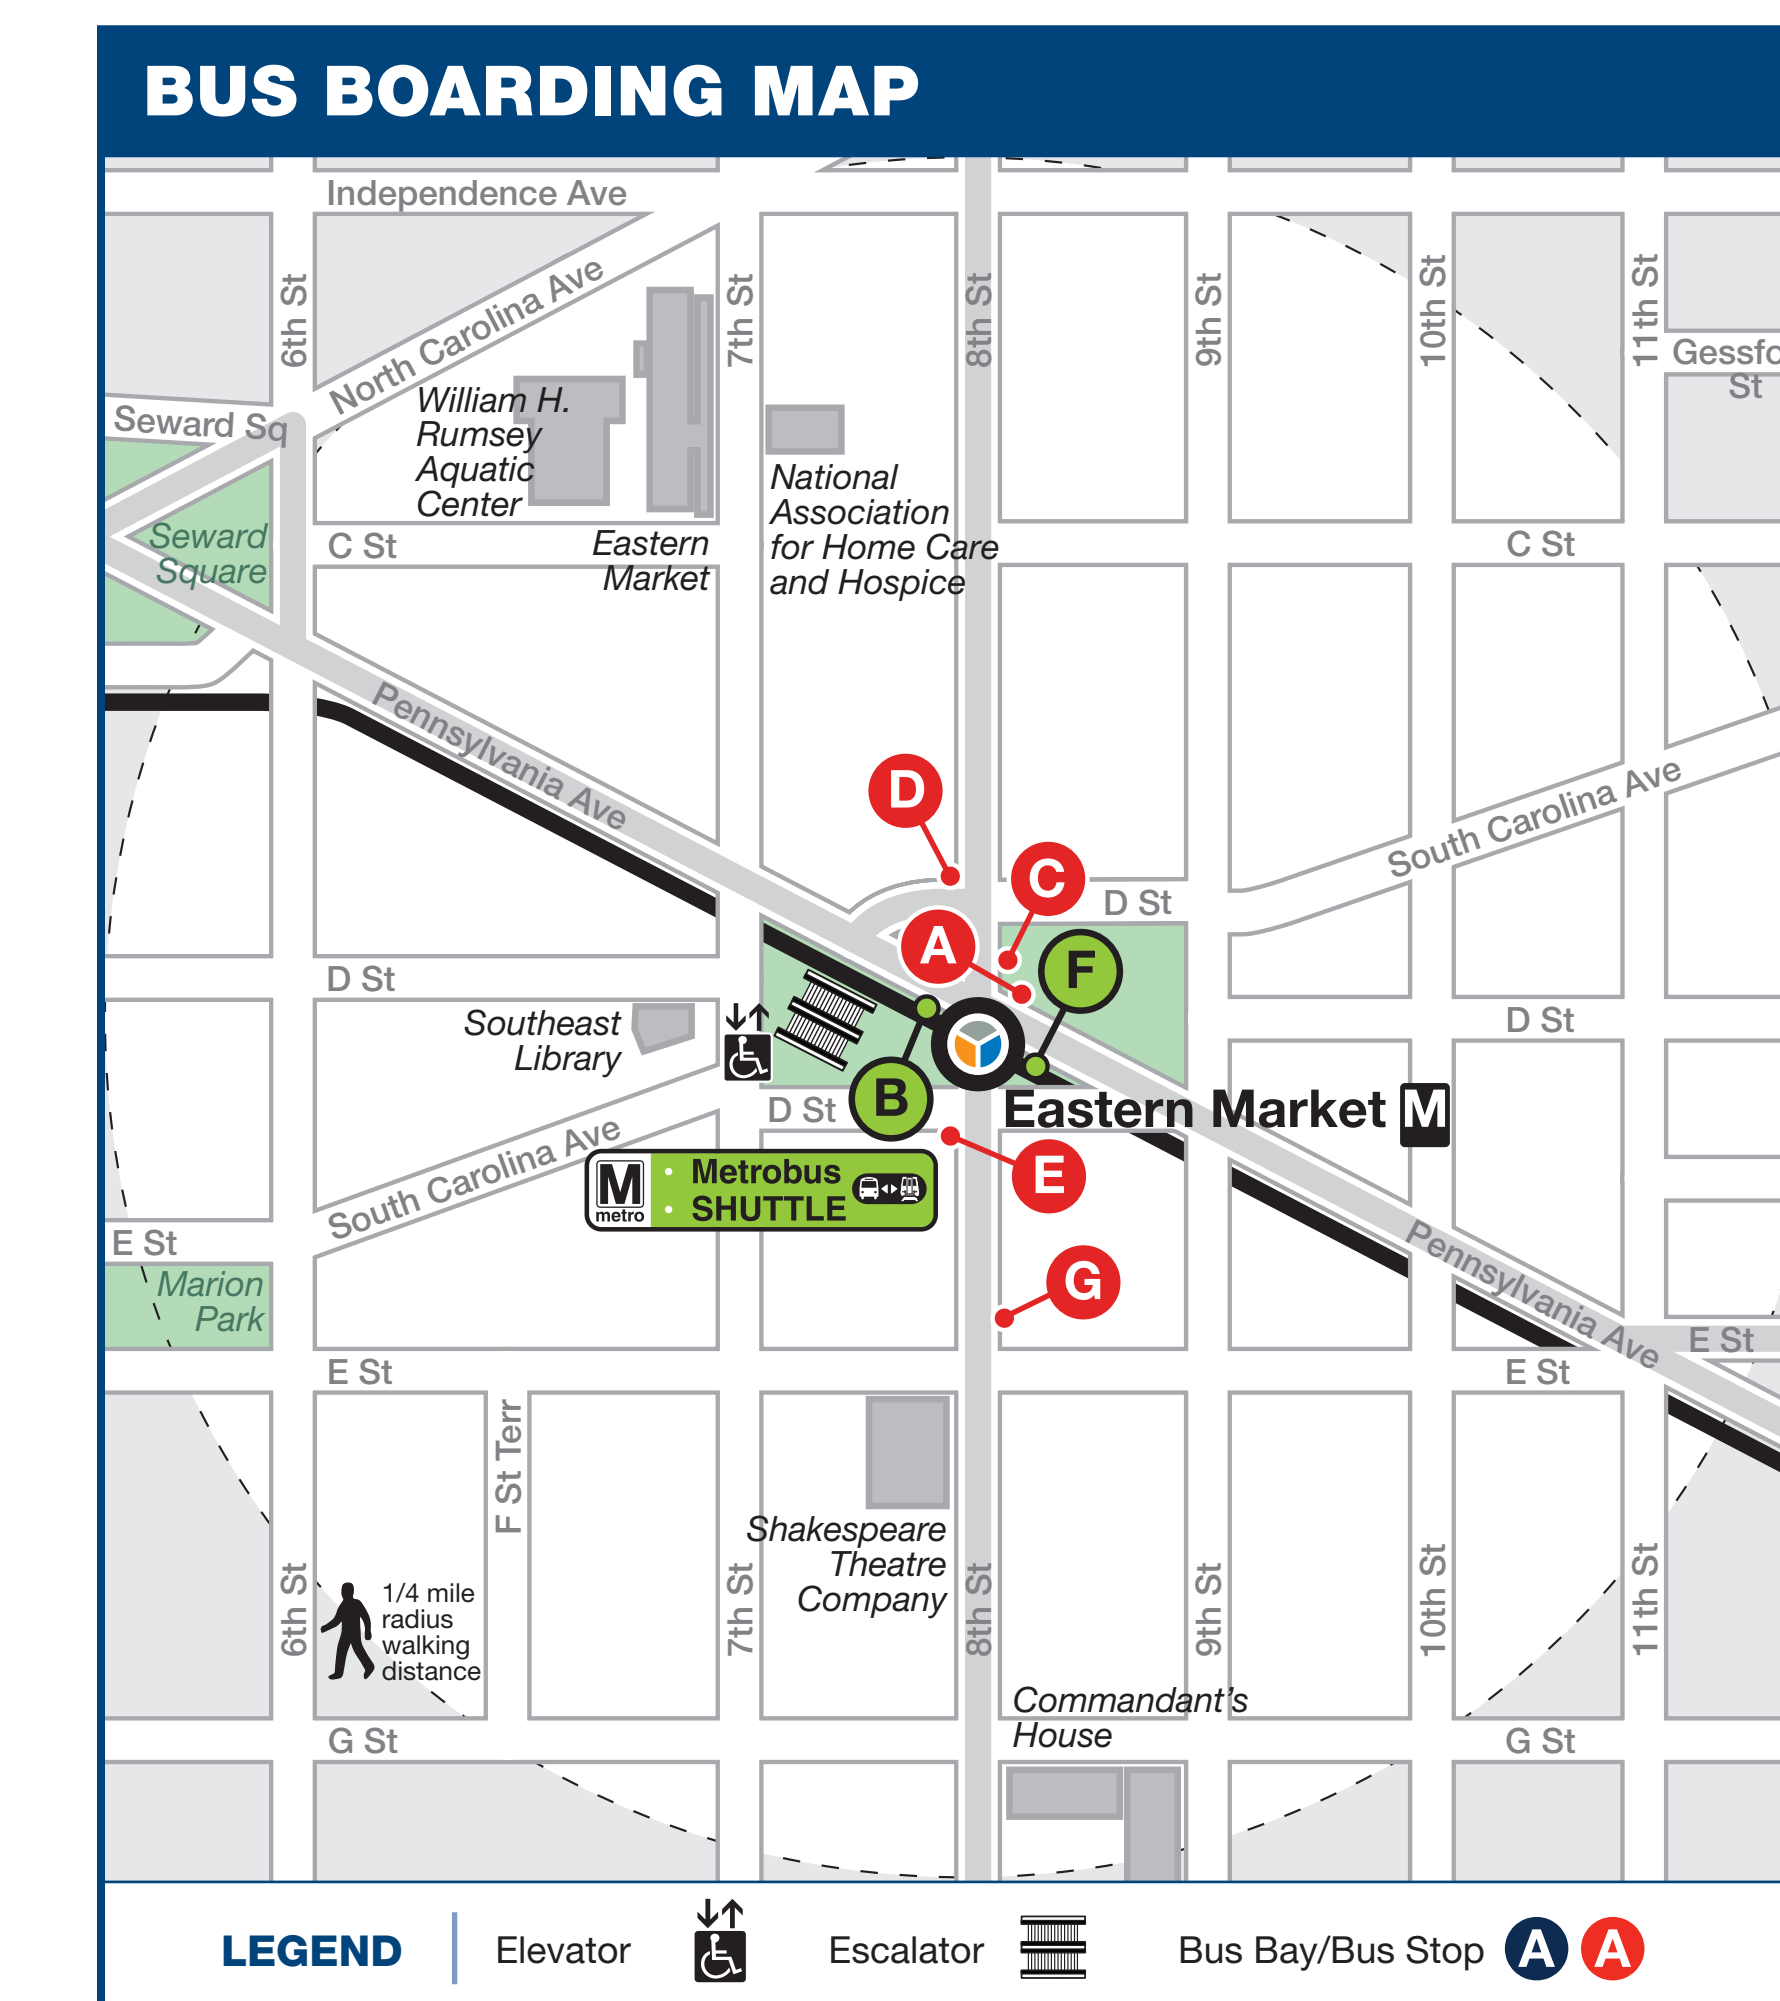 BUS BOARDING MAP
Independence Ave
6th St
North Carolina Ave
7th St
8th St
9th St
10th St
11th St
Gessfo
St
Seward Sq
William H.
Rumsey
Aquatic
Center
National
Association
for Home Care
and Hospice
Seward
Square
C St
Eastern
Market
C St
Pennsylvania Ave
D
C
South Carolina Ave
D St
A
F
D St
Southeast
Library
D St
B
D St
Eastern Market M
South Carolina Ave
M
metro
• Metrobus
• SHUTTLE
E
E St
Marion
Park
G
Pennsylvania Ave
E St
E St
E St
F St Terr
Shakespeare
Theatre
Company
6th St
1/4 mile
radius
walking
distance
7th St
8th St
9th St
10th St
11th St
Commandant's
House
G St
G St
LEGEND
Elevator
Escalator
Bus Bay/Bus Stop A A